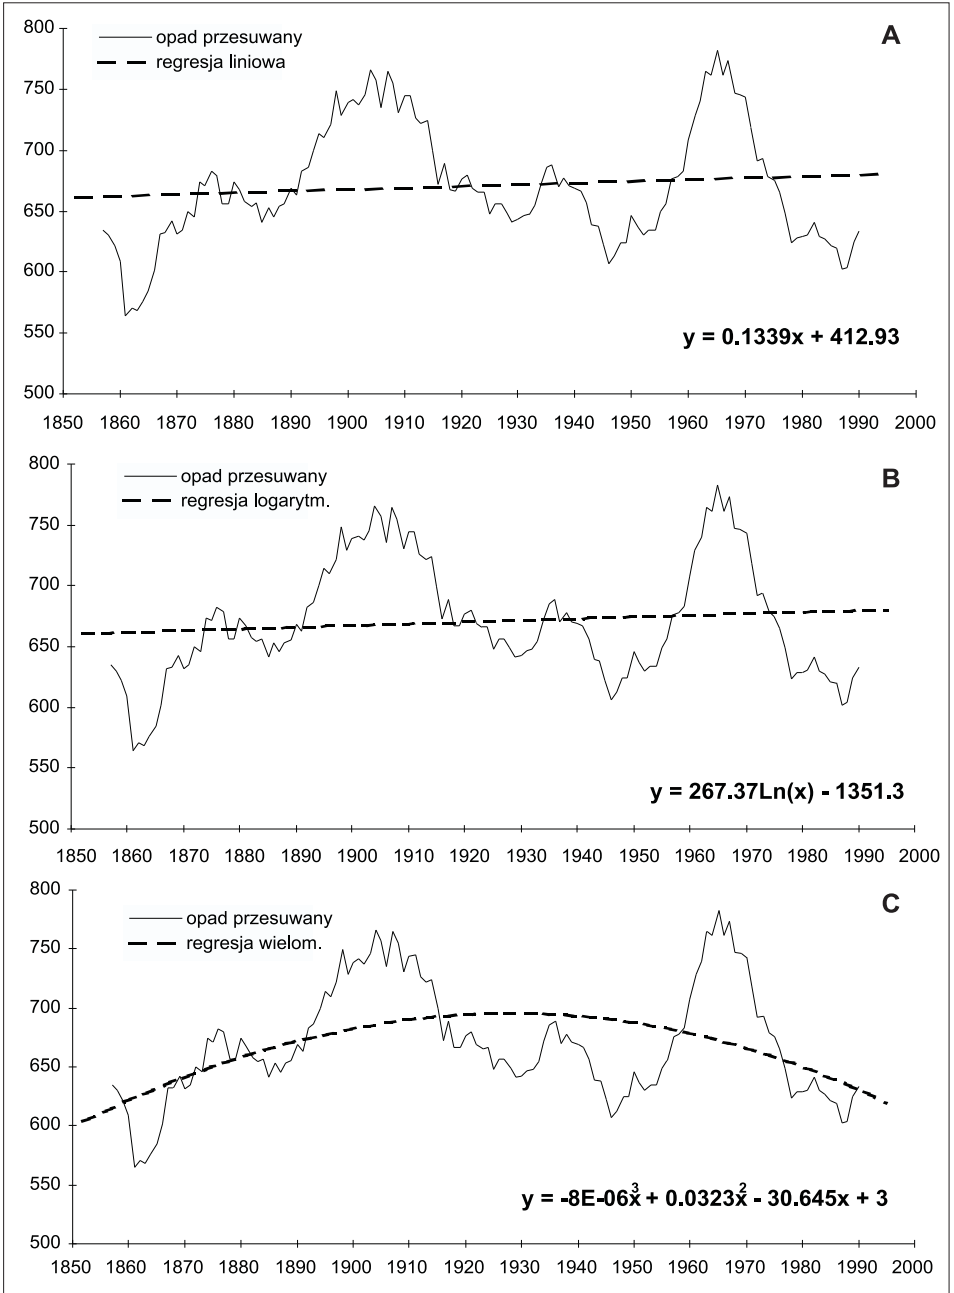 800
750
700
650
600
550
500
opad przesuwany
regresja liniowa
A
y = 0.1339x + 412.93
1850 1860 1870 1880 1890 1900 1910 1920 1930 1940 1950 1960 1970 1980 1990 2000
800
750
700
650
600
550
500
opad przesuwany
regresja logarytm.
B
y = 267.37Ln(x) - 1351.3
1850 1860 1870 1880 1890 1900 1910 1920 1930 1940 1950 1960 1970 1980 1990 2000
800
750
700
650
600
550
500
opad przesuwany
regresja wielom.
C
y = -8E-06x³ + 0.0323x² - 30.645x + 3
1850 1860 1870 1880 1890 1900 1910 1920 1930 1940 1950 1960 1970 1980 1990 2000